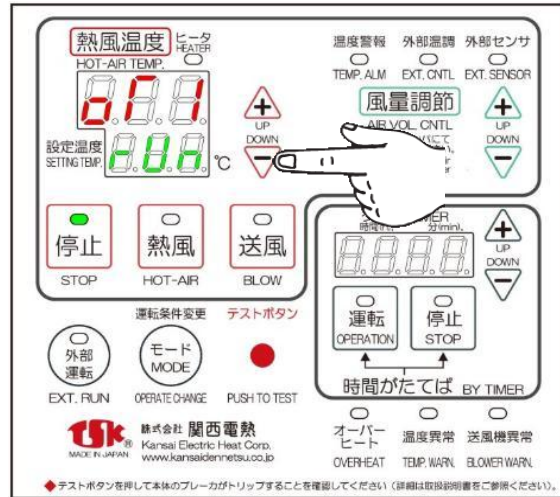 熱風温度 ヒータ HEATER
HOT-AIR TEMP.
温度警報 外部温調 外部センサ
TEMP. ALM EXT. CNTL EXT. SENSOR
oT1
設定温度
SETTING TEMP.
rUn ℃
UP
DOWN
風量調節
AIR VOL. CNTL
UP
DOWN
停止 熱風 送風
STOP HOT-AIR BLOW
分(min).
UP
DOWN
運転 停止
OPERATION STOP
時間がたてば BY TIMER
運転条件変更 テストボタン
外部
運転
モード
MODE
EXT. RUN OPERATE CHANGE PUSH TO TEST
オーバー
ヒート
温度異常 送風機異常
OVERHEAT TEMP. WARN. BLOWER WARN.
TSK
MADE IN JAPAN
株式会社 関西電熱
Kansai Electric Heat Corp.
www.kansaidennetsu.co.jp
◆テストボタンを押して本体のブレーカがトリップすることを確認してください（詳細は取扱説明書をご参照ください）。